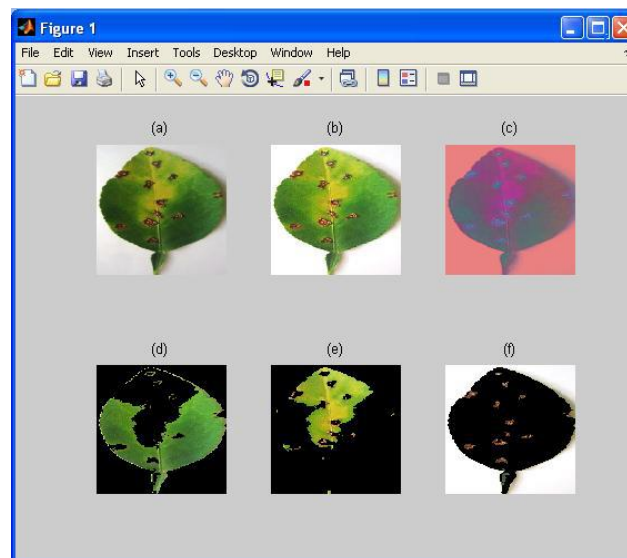 Figure 1
File Edit View Insert Tools Desktop Window Help
(a) (b) (c)
(d) (e) (f)